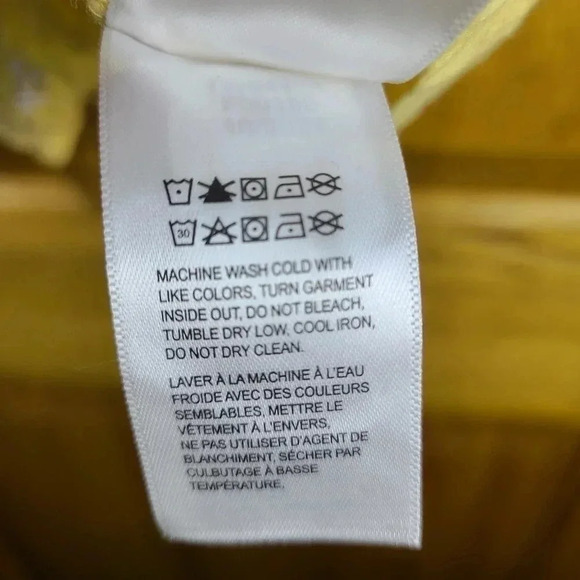 30
MACHINE WASH COLD WITH
LIKE COLORS, TURN GARMENT
INSIDE OUT, DO NOT BLEACH,
TUMBLE DRY LOW, COOL IRON,
DO NOT DRY CLEAN.
LAVER À LA MACHINE À L'EAU
FROIDE AVEC DES COULEURS
SEMBLABLES, METTRE LE
VÊTEMENT À L'ENVERS,
NE PAS UTILISER D'AGENT DE
BLANCHIMENT, SÉCHER PAR
CULBUTAGE À BASSE
TEMPÉRATURE,